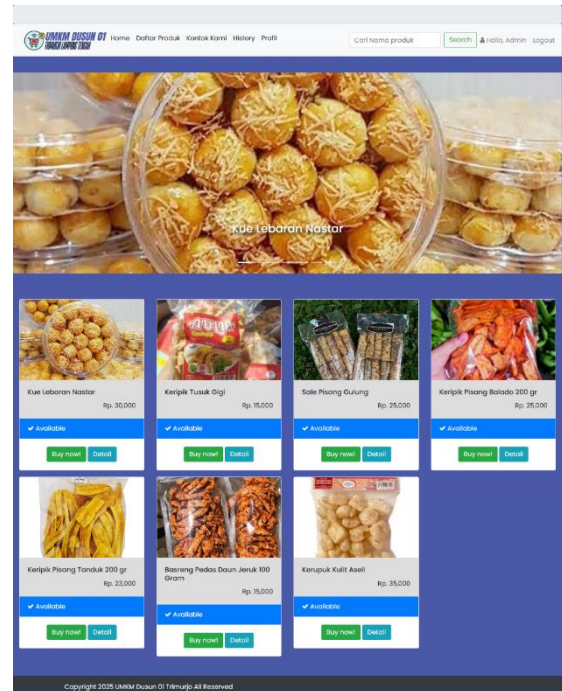 UMKM DUSUN 01
TRIMURJO LAMPUNG TENGAH
Home Daftar Produk Kontak Kami History Profil
Cari Nama produk
Search
Hallo, Admin Logout
Kue Lebaran Nastar
Kue Lebaran Nastar
Rp. 30,000
Available
Buy now! Detail
Keripik Tusuk Gigi
Rp. 15,000
Available
Buy now! Detail
Sale Pisang Gulung
Rp. 25,000
Available
Buy now! Detail
Keripik Pisang Balado 200 gr
Rp. 25,000
Available
Buy now! Detail
Keripik Pisang Tanduk 200 gr
Rp. 23,000
Available
Buy now! Detail
Basreng Pedas Daun Jeruk 100
Gram
Rp. 15,000
Available
Buy now! Detail
Kerupuk Kulit Aseli
Rp. 35,000
Available
Buy now! Detail
Copyright 2025 UMKM Dusun 01 Trimurjo All Reserved